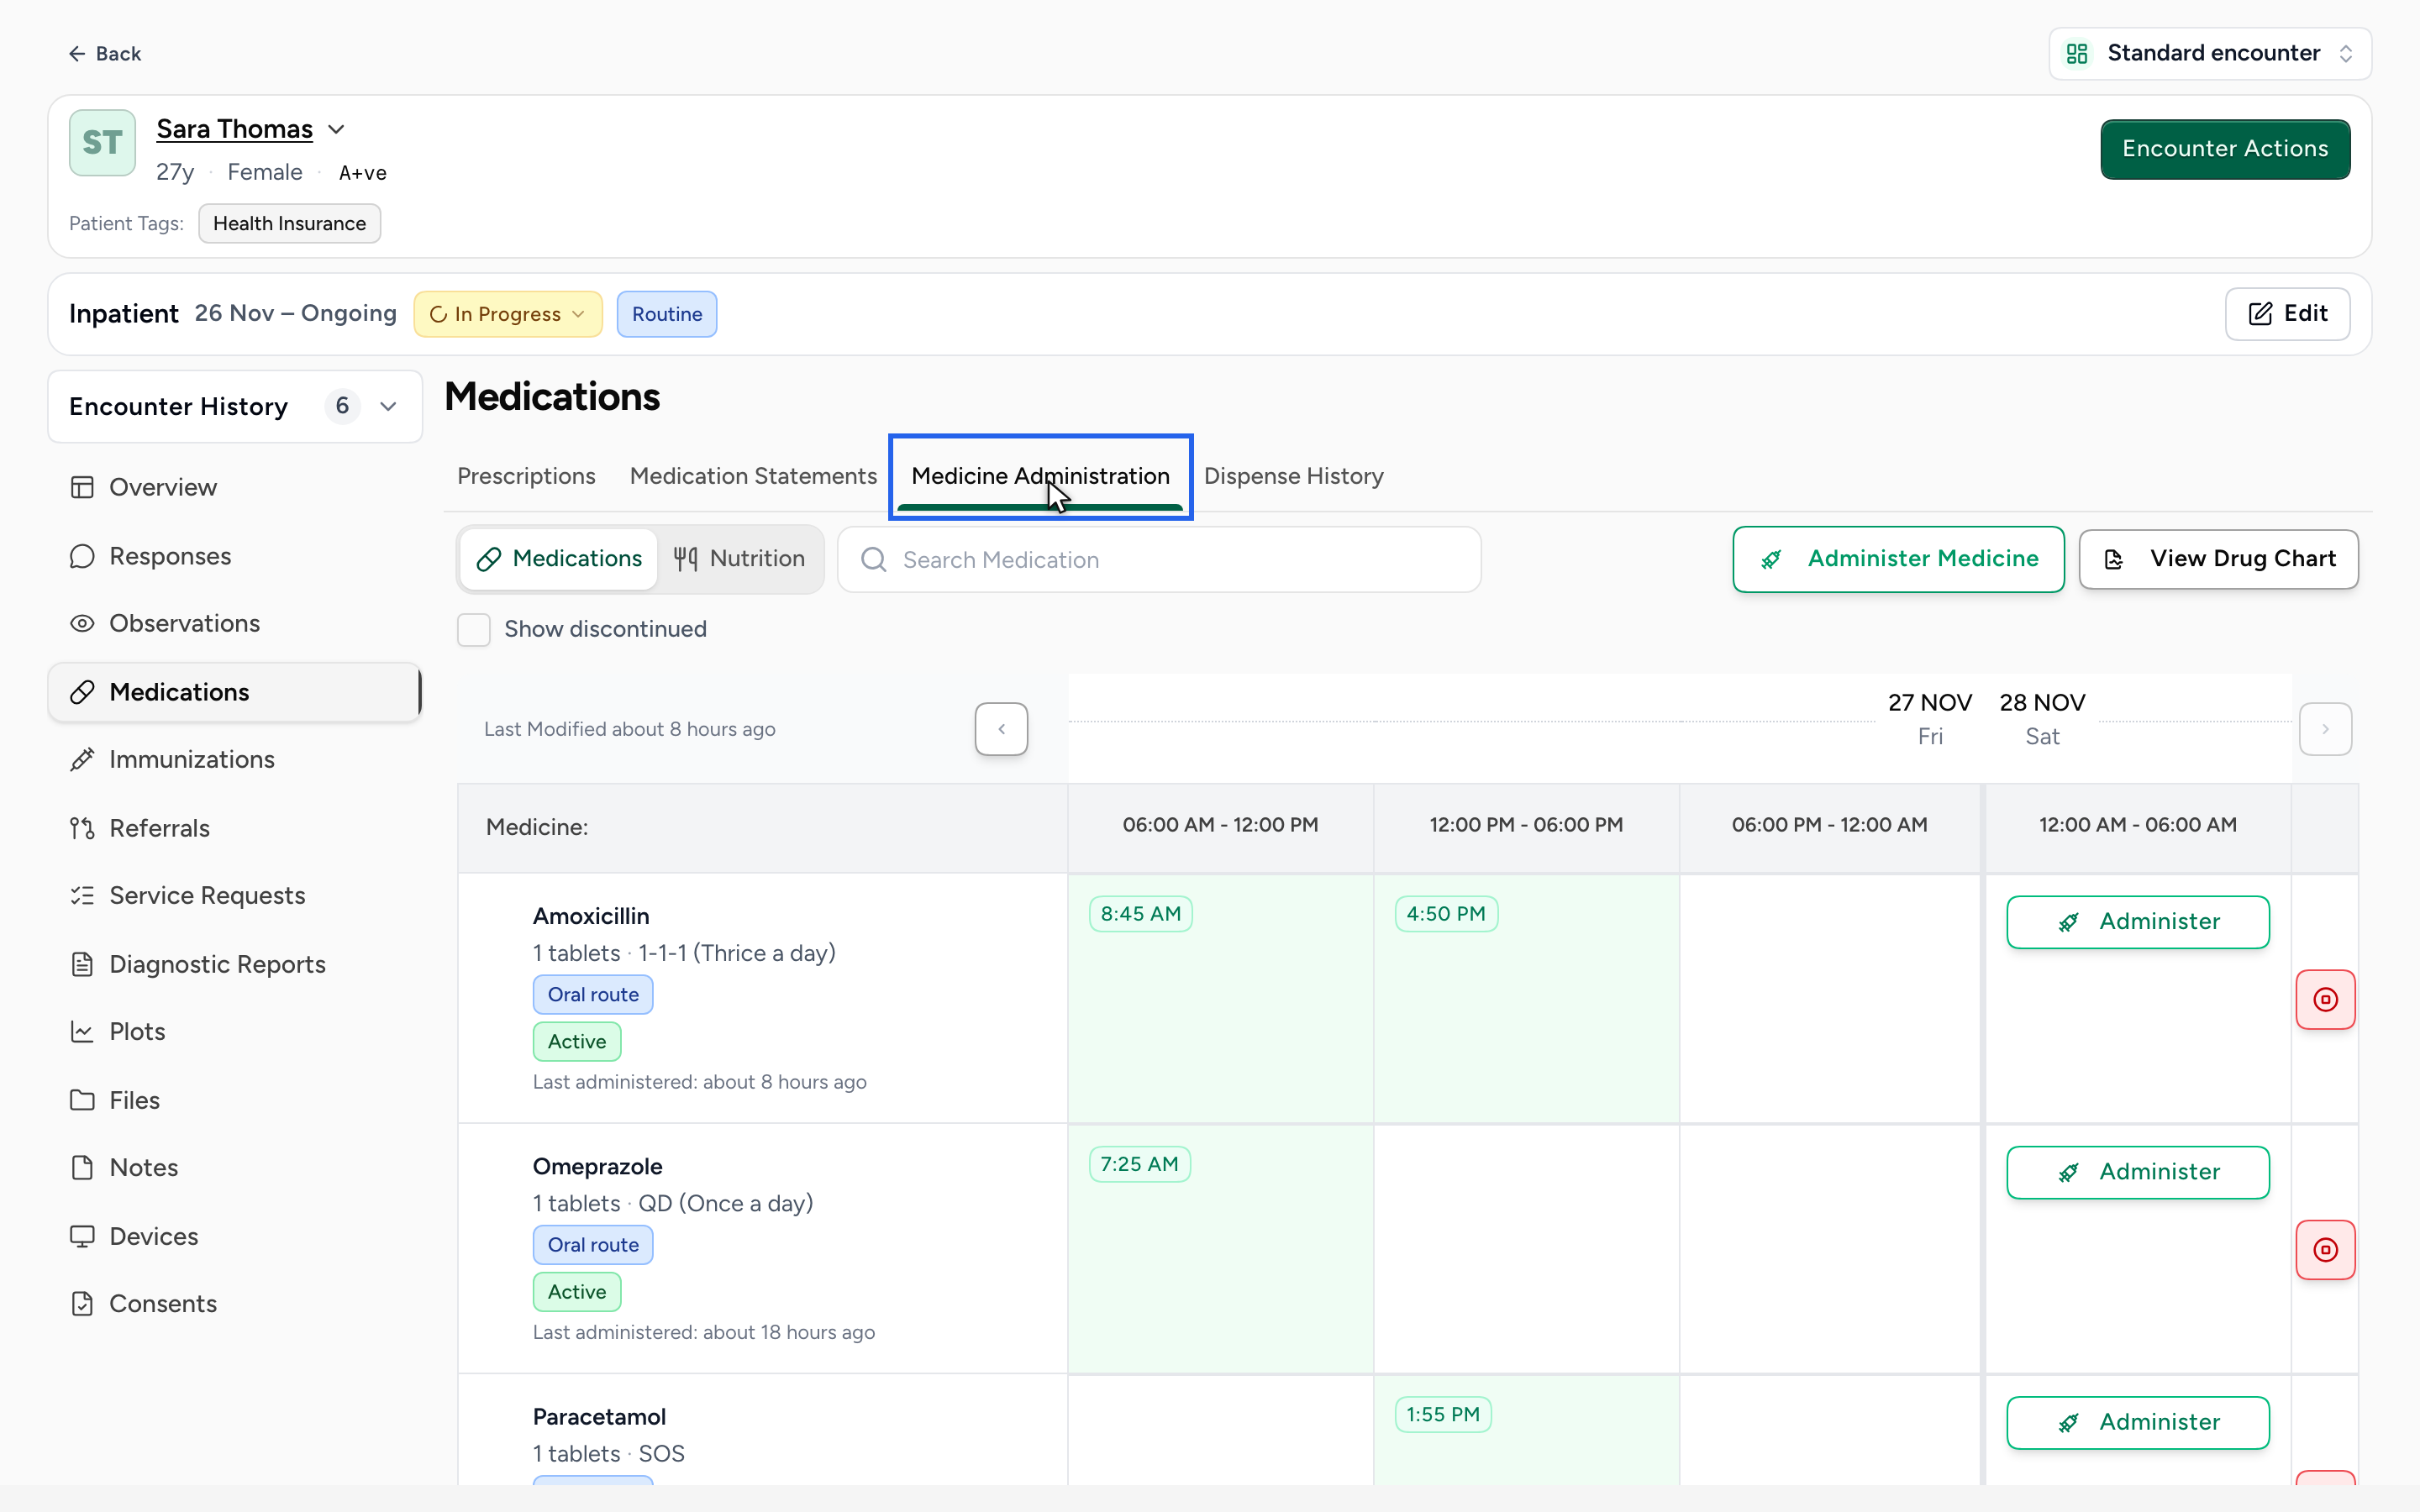 Back
Standard encounter
ST
Sara Thomas
27y · Female · A+ve
Encounter Actions
Patient Tags: Health Insurance
Inpatient 26 Nov – Ongoing In Progress Routine
Edit
Encounter History 6
Overview
Responses
Observations
Medications
Immunizations
Referrals
Service Requests
Diagnostic Reports
Plots
Files
Notes
Devices
Consents
Medications
Prescriptions Medication Statements Medicine Administration Dispense History
Medications Nutrition Search Medication Administer Medicine View Drug Chart
Show discontinued
Last Modified about 8 hours ago
27 NOV 28 NOV
Fri Sat
Medicine: 06:00 AM - 12:00 PM 12:00 PM - 06:00 PM 06:00 PM - 12:00 AM 12:00 AM - 06:00 AM
Amoxicillin 8:45 AM 4:50 PM Administer
1 tablets · 1-1-1 (Thrice a day)
Oral route
Active
Last administered: about 8 hours ago
Omeprazole 7:25 AM Administer
1 tablets · QD (Once a day)
Oral route
Active
Last administered: about 18 hours ago
Paracetamol 1:55 PM Administer
1 tablets · SOS